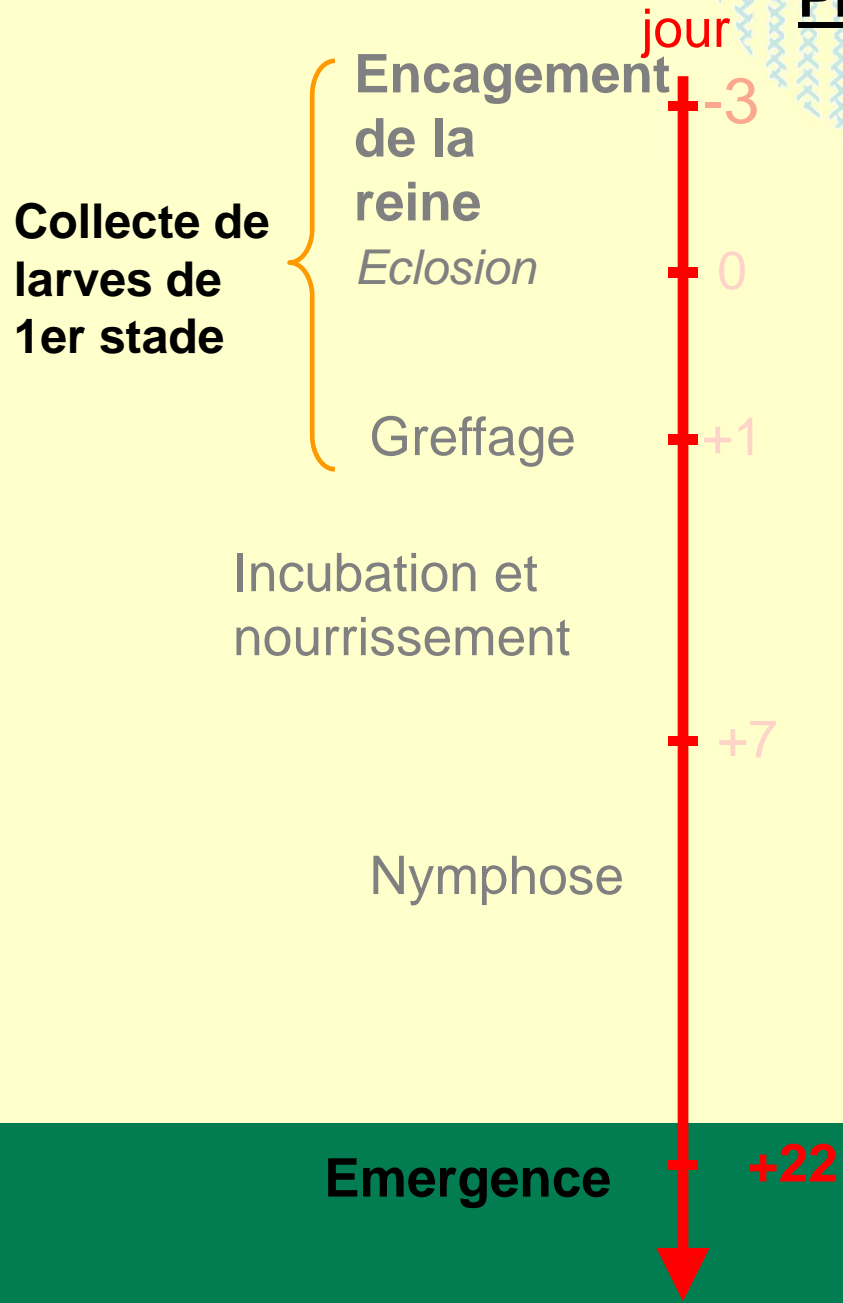 jour
Encagement
de la
reine
-3
Collecte de
larves de
1er stade
Eclosion
0
Greffage
+1
Incubation et
nourrissement
+7
Nymphose
Emergence
+22